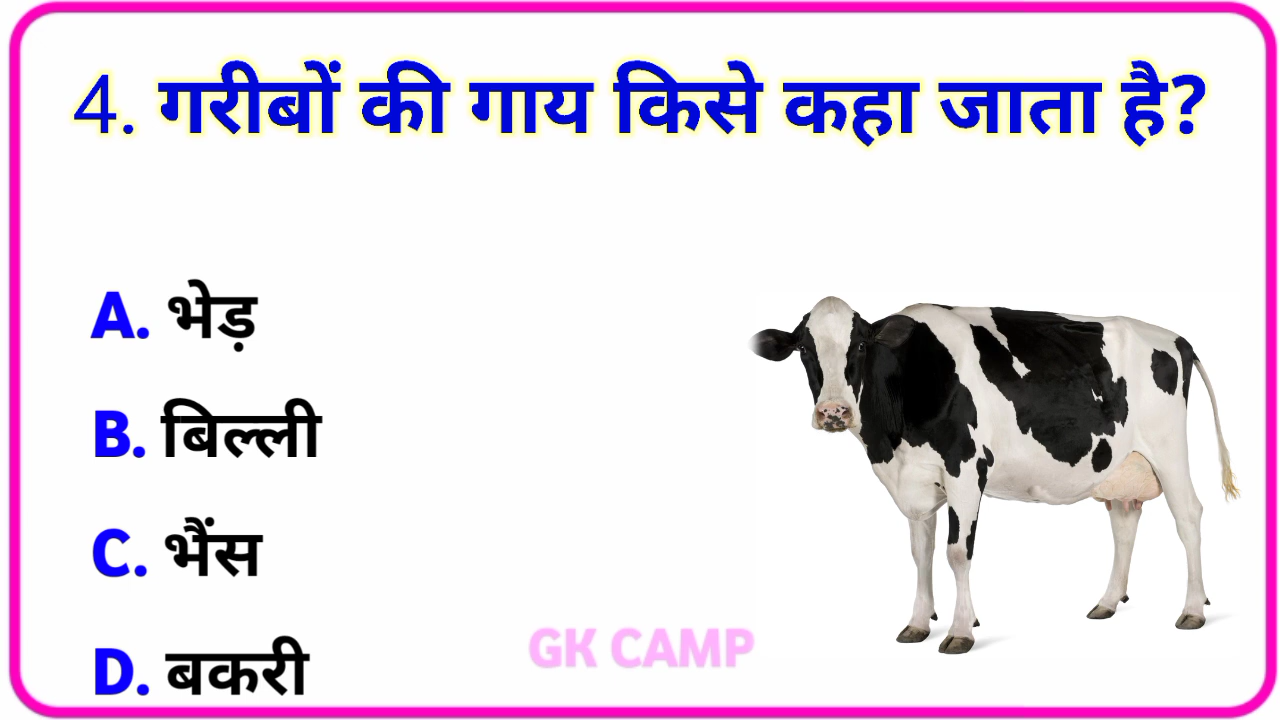 4. गरीबों की गाय किसे कहा जाता है?
A. भेड़
B. बिल्ली
C. भैंस
D. बकरी
GK CAMP